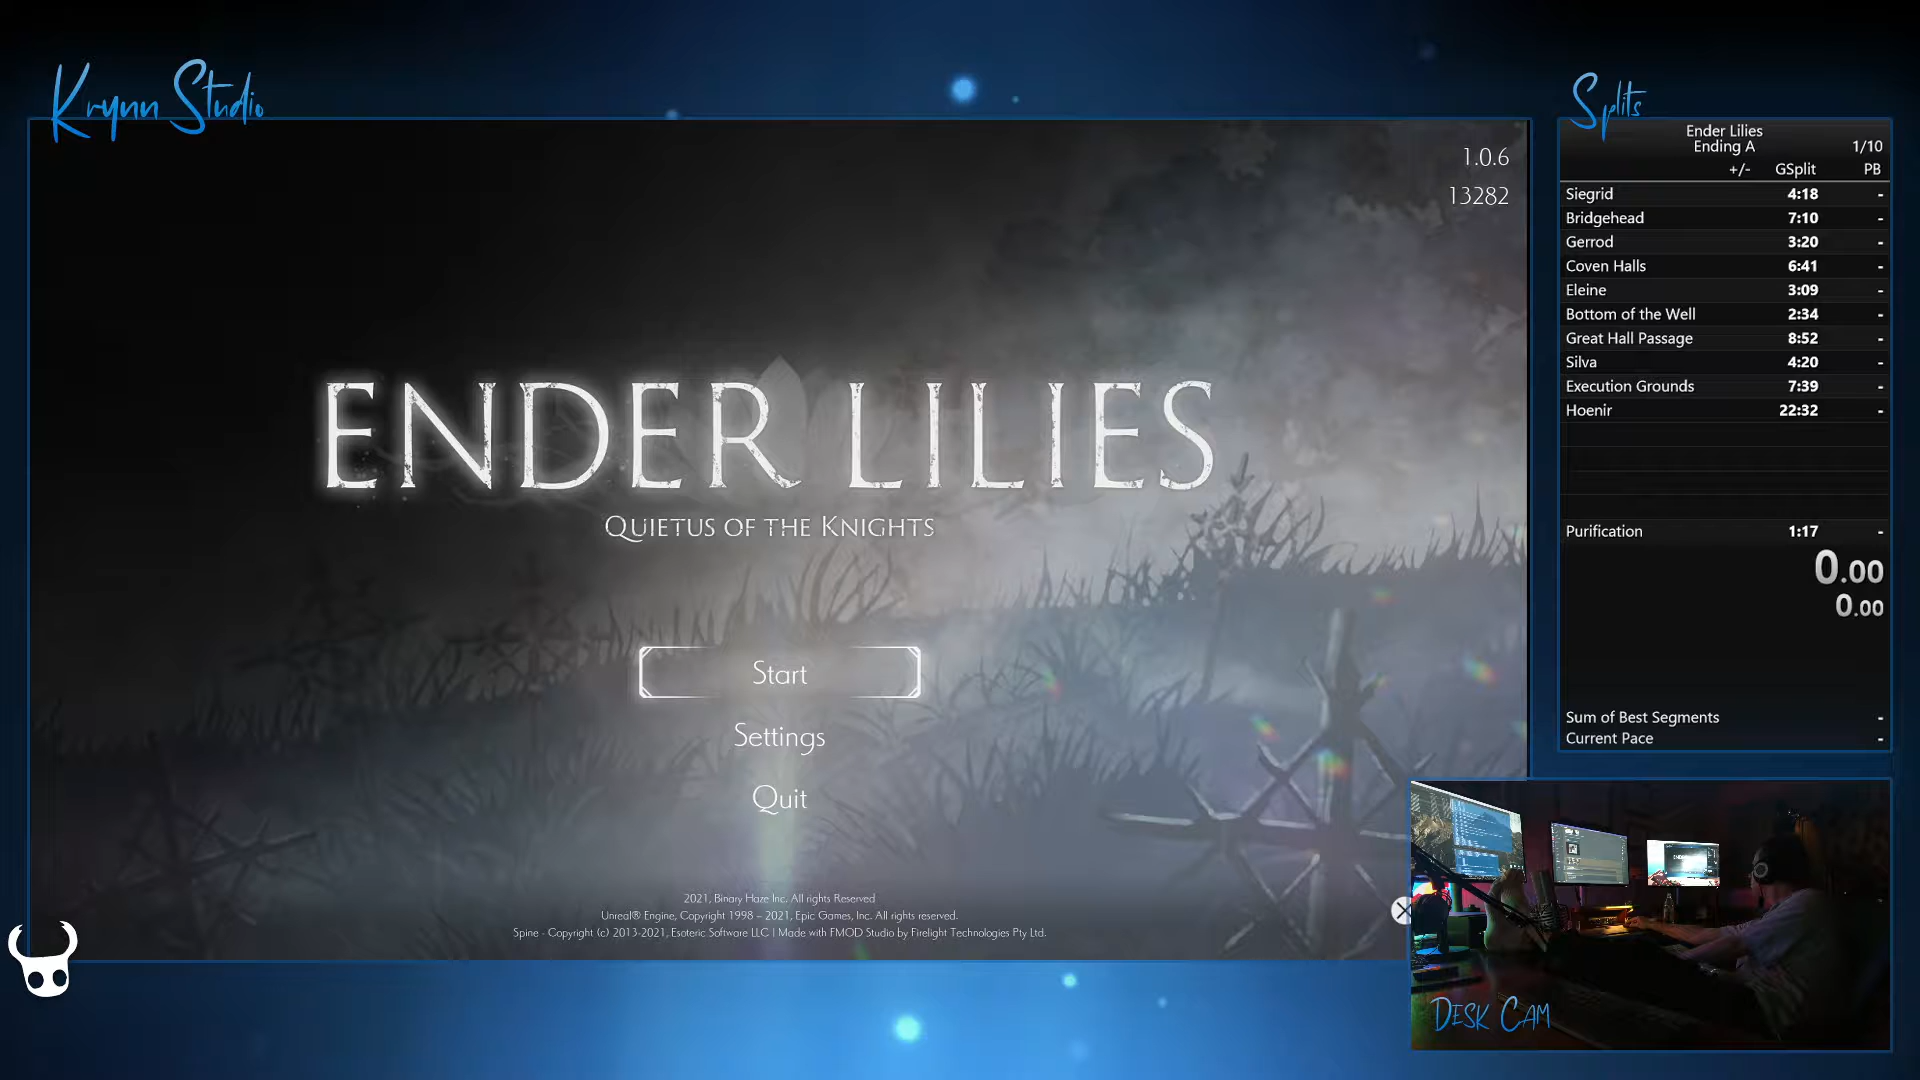 Krynn Studio
Splits
1.0.6
13282
ENDER LILIES
QUIETUS OF THE KNIGHTS
Start
Settings
Quit
2021, Binary Haze Inc. All rights Reserved
Unreal® Engine, Copyright 1998 – 2021, Epic Games, Inc. All rights reserved.
Spine - Copyright (c) 2013-2021, Esoteric Software LLC | Made with FMOD Studio by Firelight Technologies Pty Ltd.
Ender Lilies
Ending A 1/10
+/- GSplit PB
Siegrid 4:18 -
Bridgehead 7:10 -
Gerrod 3:20 -
Coven Halls 6:41 -
Eleine 3:09 -
Bottom of the Well 2:34 -
Great Hall Passage 8:52 -
Silva 4:20 -
Execution Grounds 7:39 -
Hoenir 22:32 -
Purification 1:17 -
0.00
0.00
Sum of Best Segments -
Current Pace -
DESK CAM